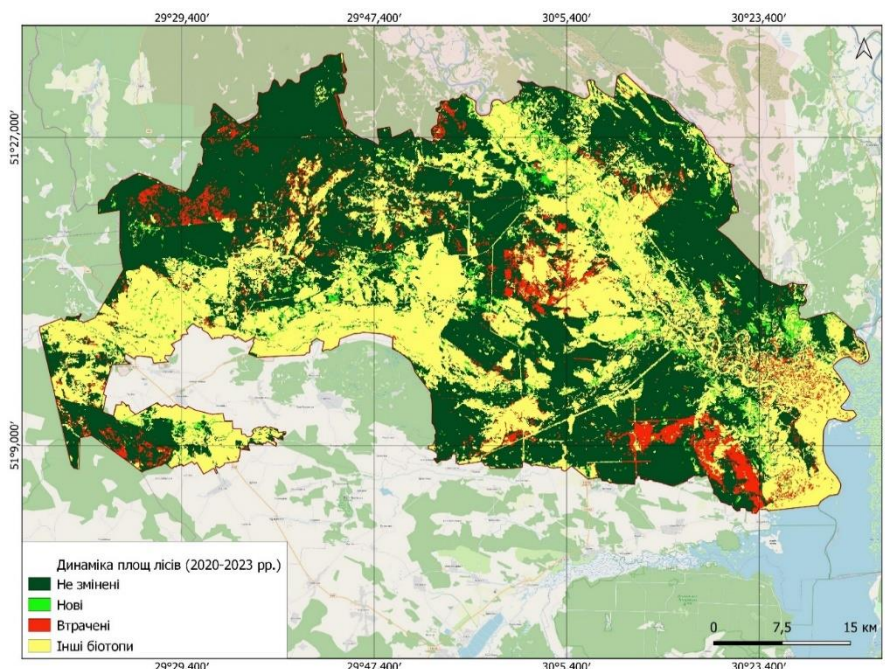 29°29,400′ 29°47,400′ 30°5,400′ 30°23,400′
51°27,000′
5199,000′
Динаміка площ лісів (2020-2023 рр.)
Не змінені
Нові
Втрачені
Інші біотопи
0 7,5 15 км
29°29,400′ 29°47,400′ 30°5,400′ 30°23,400′